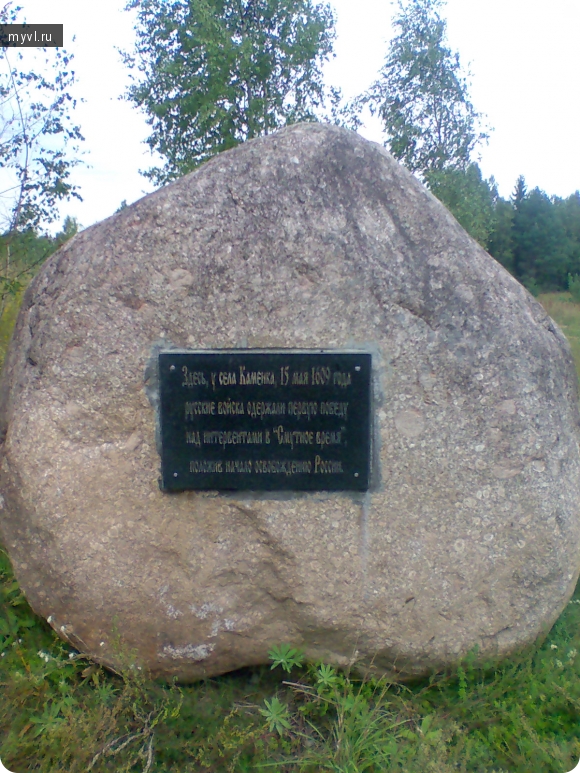 myvl.ru
Здесь, у села Каменка, 15 мая 1609 года
русские войска одержали первую победу
над интервентами в "Смутное время",
положив начало освобождению России.